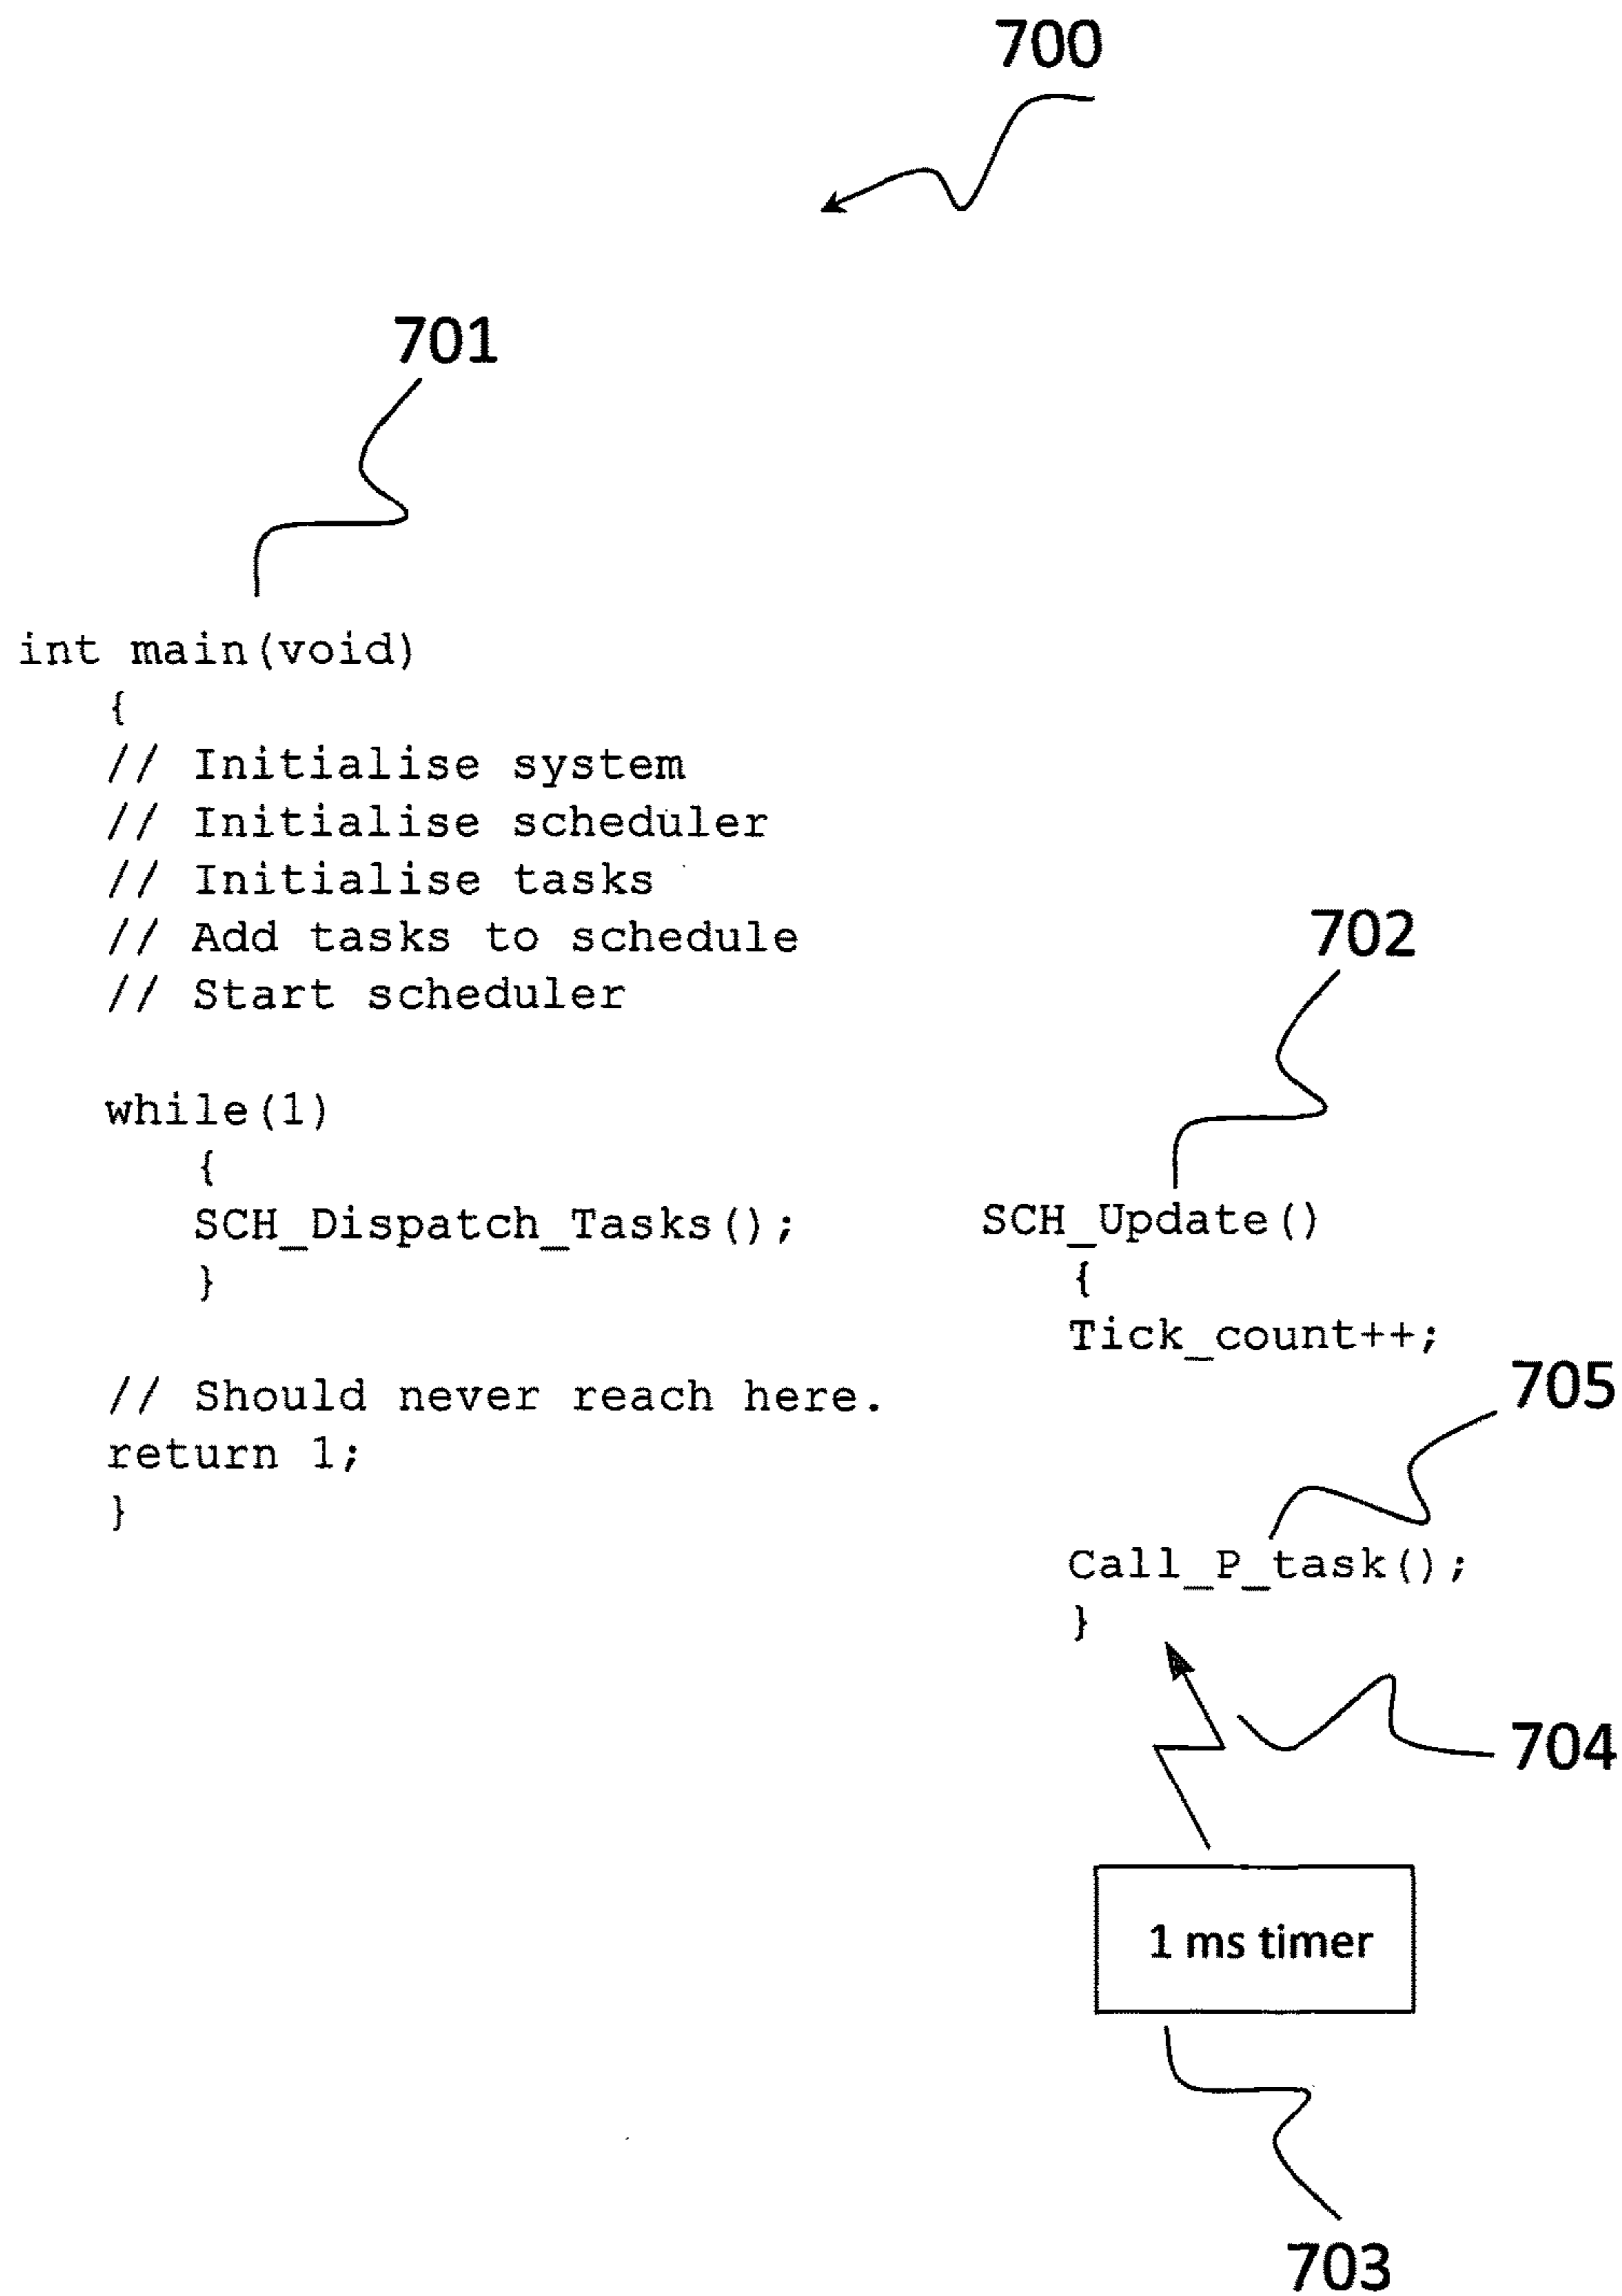 700
701
int main(void)
{
// Initialise system
// Initialise scheduler
// Initialise tasks
// Add tasks to schedule
// Start scheduler
while(1)
{
SCH_Dispatch_Tasks();
}
// Should never reach here.
return 1;
}
702
SCH_Update()
{
Tick_count++;
705
Call_P_task();
}
704
1 ms timer
703